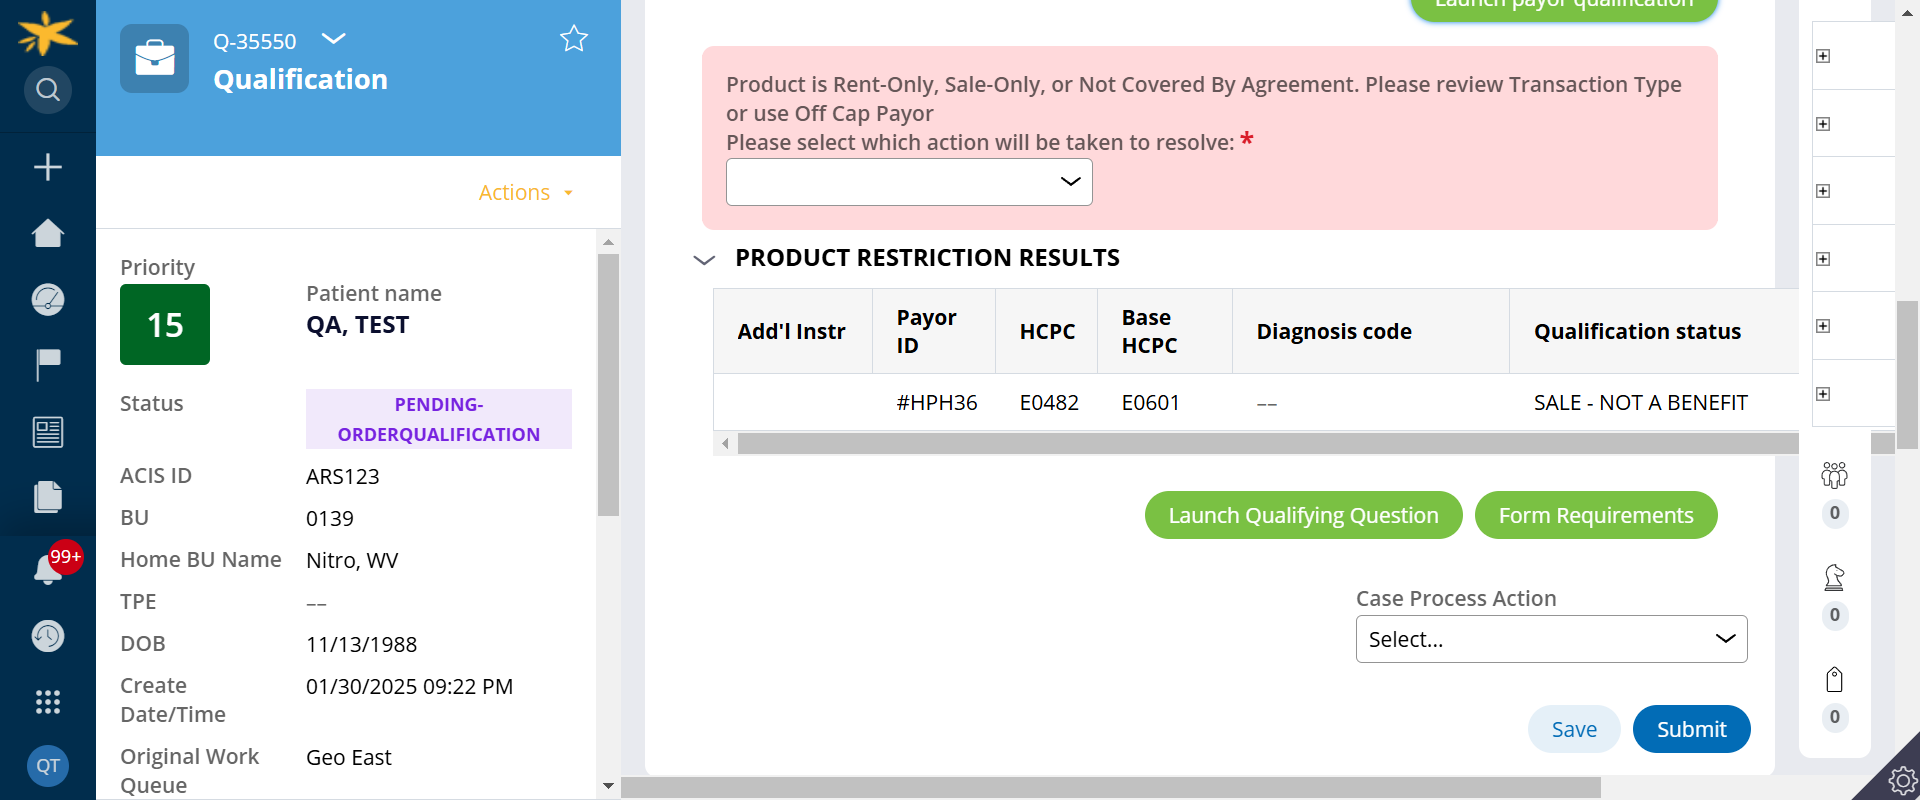 Q-35550
Qualification
Actions
Priority
15
Patient name
QA, TEST
Status
PENDING-
ORDERQUALIFICATION
ACIS ID
ARS123
BU
0139
Home BU Name
Nitro, WV
TPE
––
DOB
11/13/1988
Create
Date/Time
01/30/2025 09:22 PM
Original Work
Queue
Geo East
99+
QT
Launch payor qualification
Product is Rent-Only, Sale-Only, or Not Covered By Agreement. Please review Transaction Type
or use Off Cap Payor
Please select which action will be taken to resolve: *
PRODUCT RESTRICTION RESULTS
Add'l Instr
Payor
ID
HCPC
Base
HCPC
Diagnosis code
Qualification status
#HPH36
E0482
E0601
––
SALE - NOT A BENEFIT
Launch Qualifying Question
Form Requirements
Case Process Action
Select...
Save
Submit
0
0
0